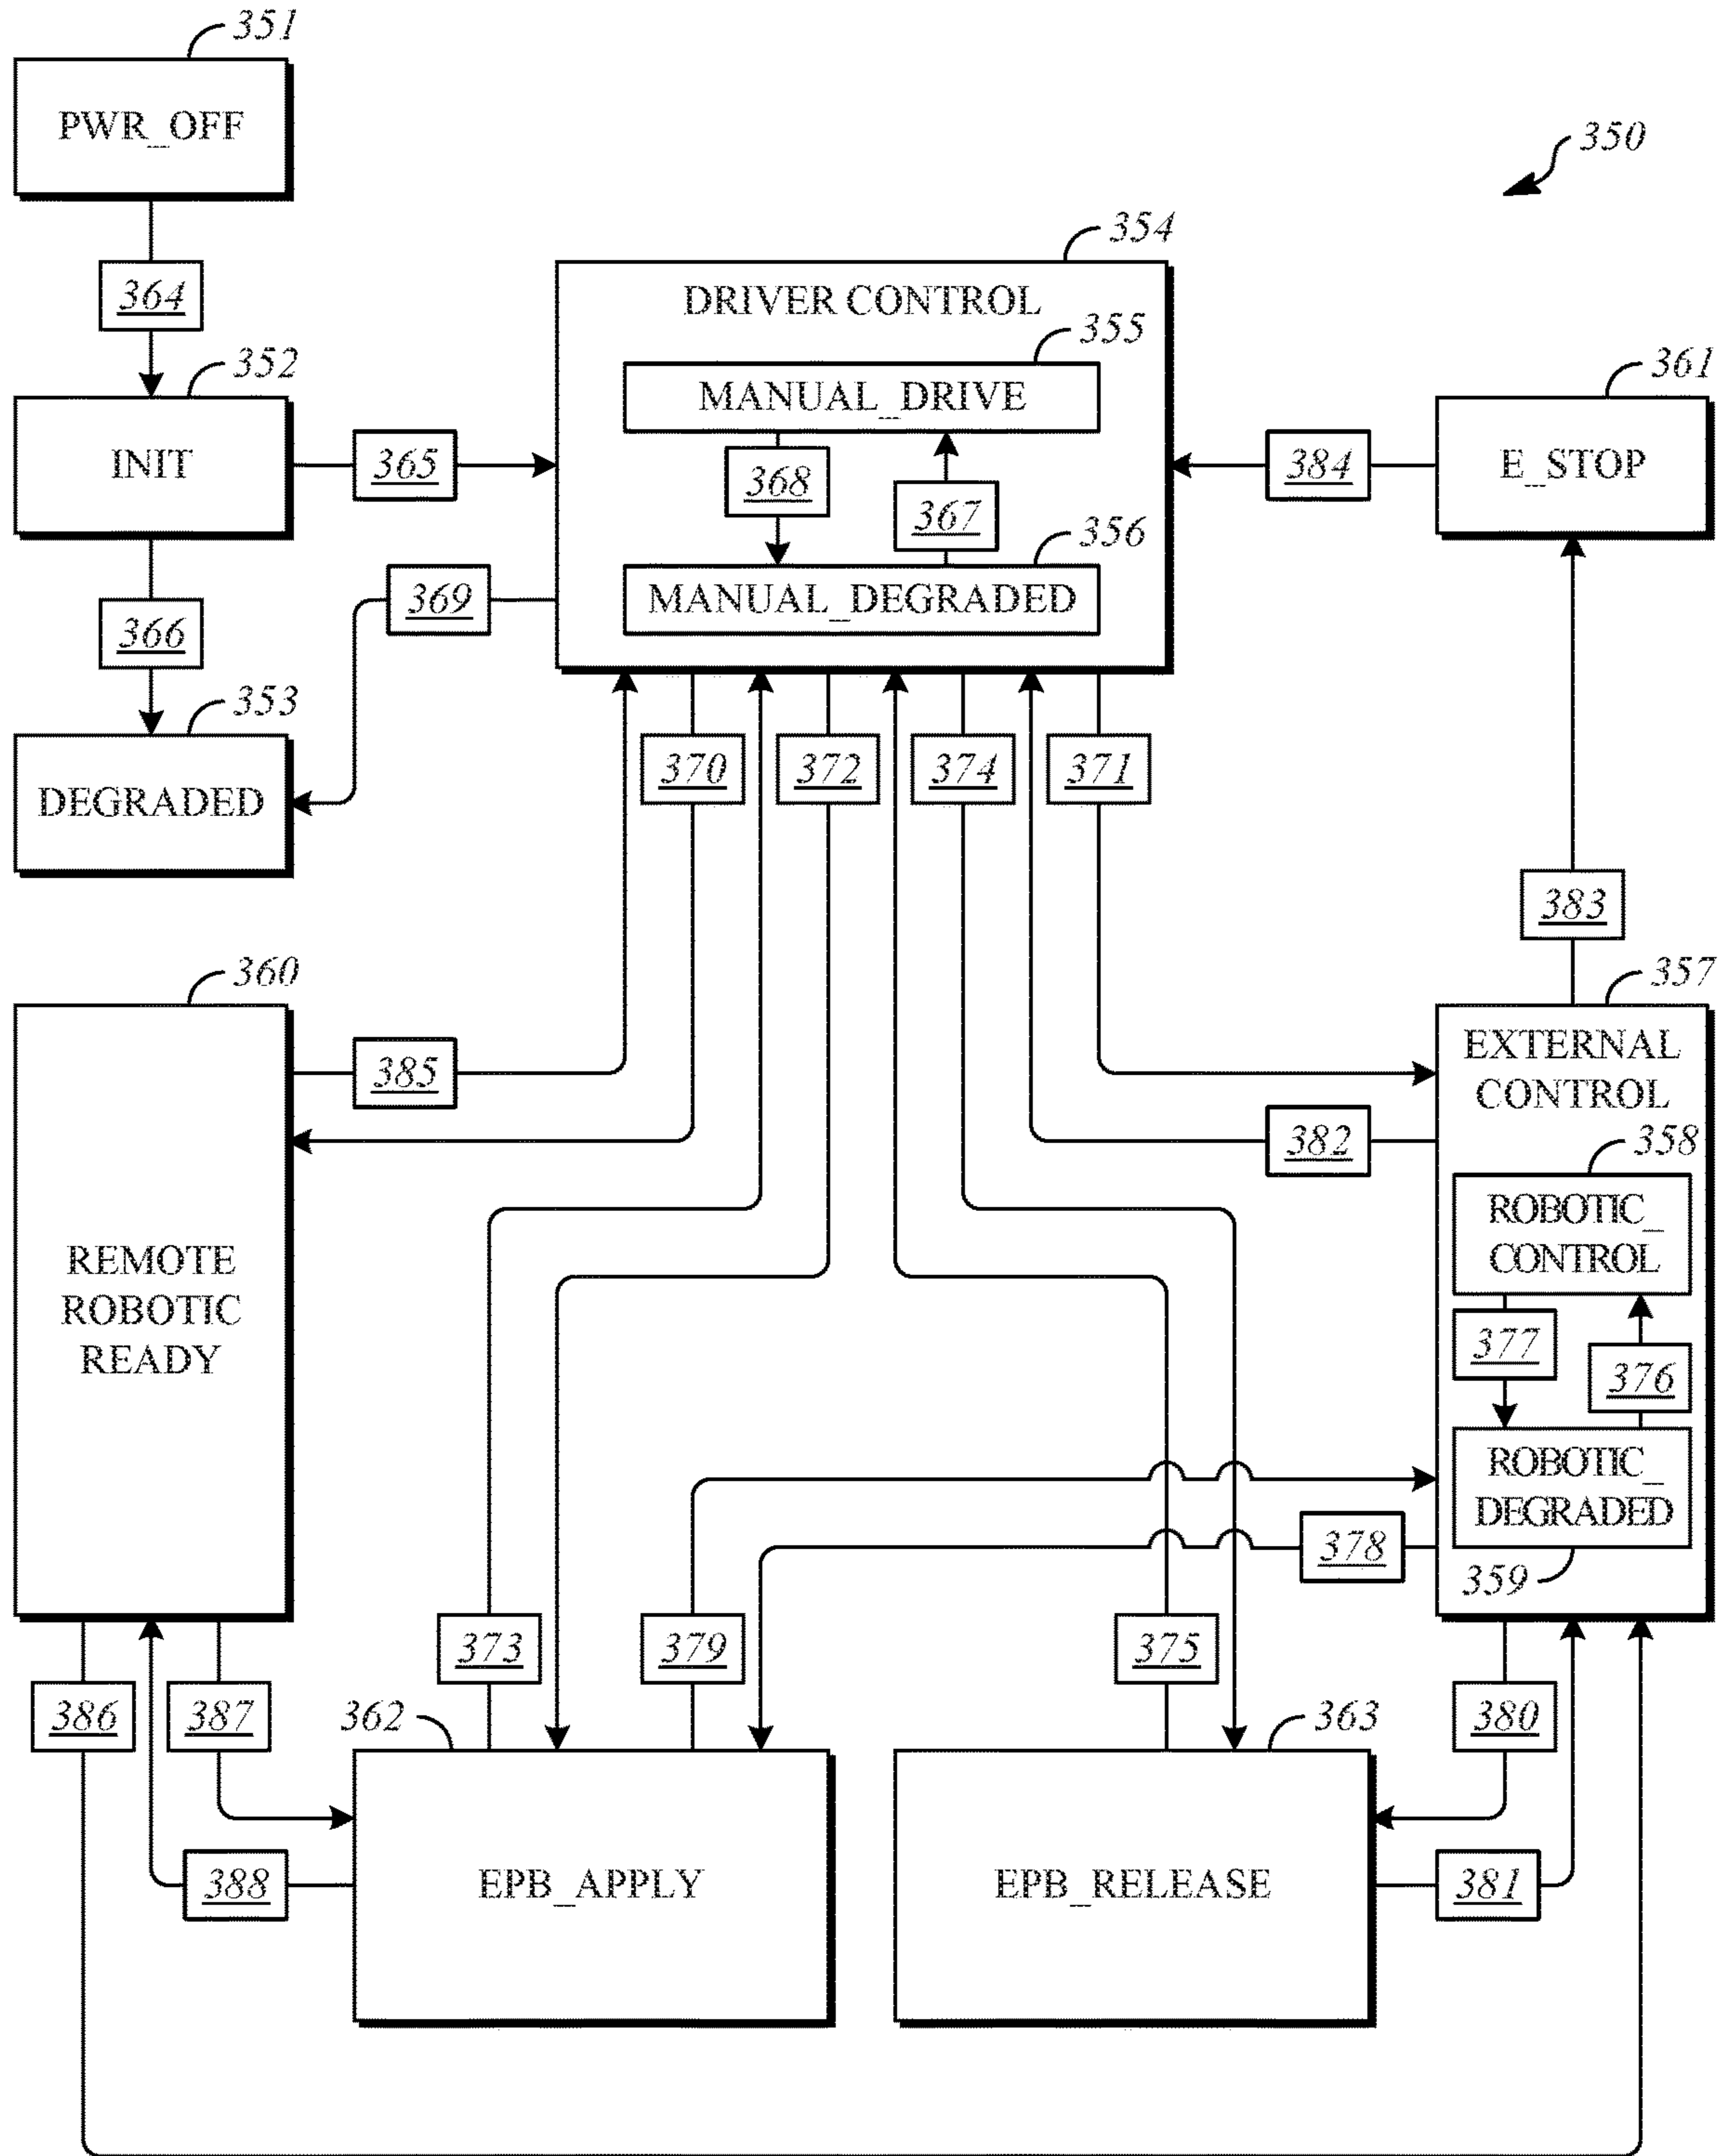 351
PWR_OFF
350
354
364
DRIVER CONTROL
355
352
361
MANUAL_DRIVE
INIT
365
368
384
E_STOP
367
356
369
MANUAL_DEGRADED
366
353
370
372
374
371
DEGRADED
383
360
357
EXTERNAL
CONTROL
385
382
358
ROBOTIC_
CONTROL
REMOTE
ROBOTIC
READY
377
376
ROBOTIC_
DEGRADED
378
359
373
379
375
386
387
362
363
380
388
EPB_APPLY
EPB_RELEASE
381